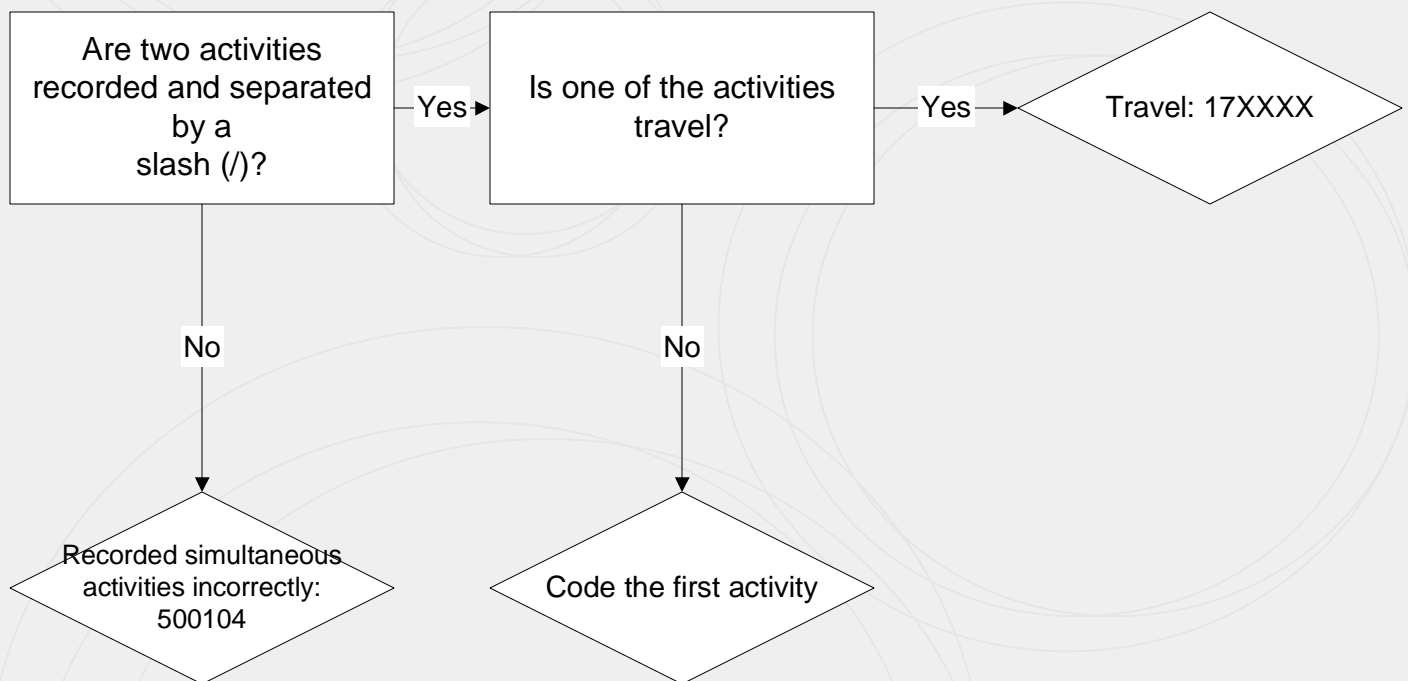 Are two activities
recorded and separated
by a
slash (/)?
Yes
Is one of the activities
travel?
Yes
Travel: 17XXXX
No
No
Recorded simultaneous
activities incorrectly:
500104
Code the first activity